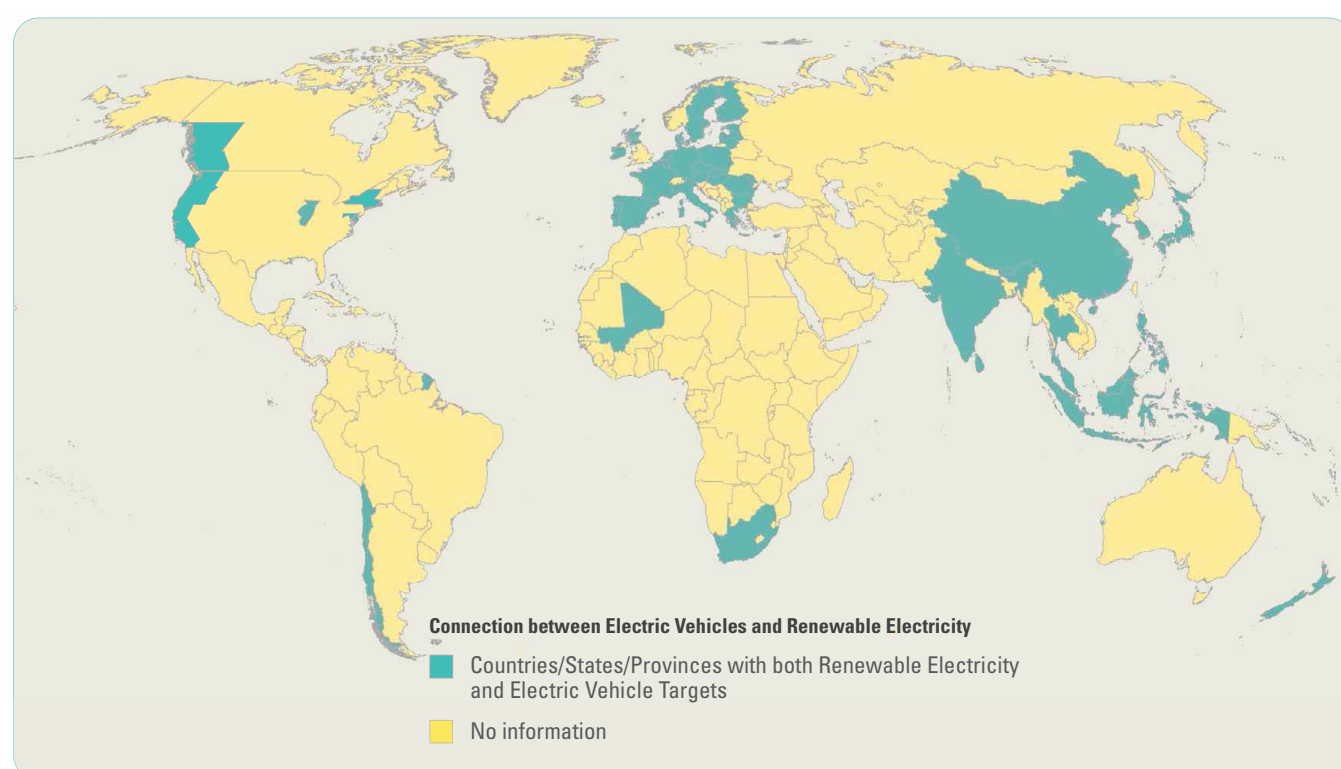 Connection between Electric Vehicles and Renewable Electricity
Countries/States/Provinces with both Renewable Electricity
and Electric Vehicle Targets
No information